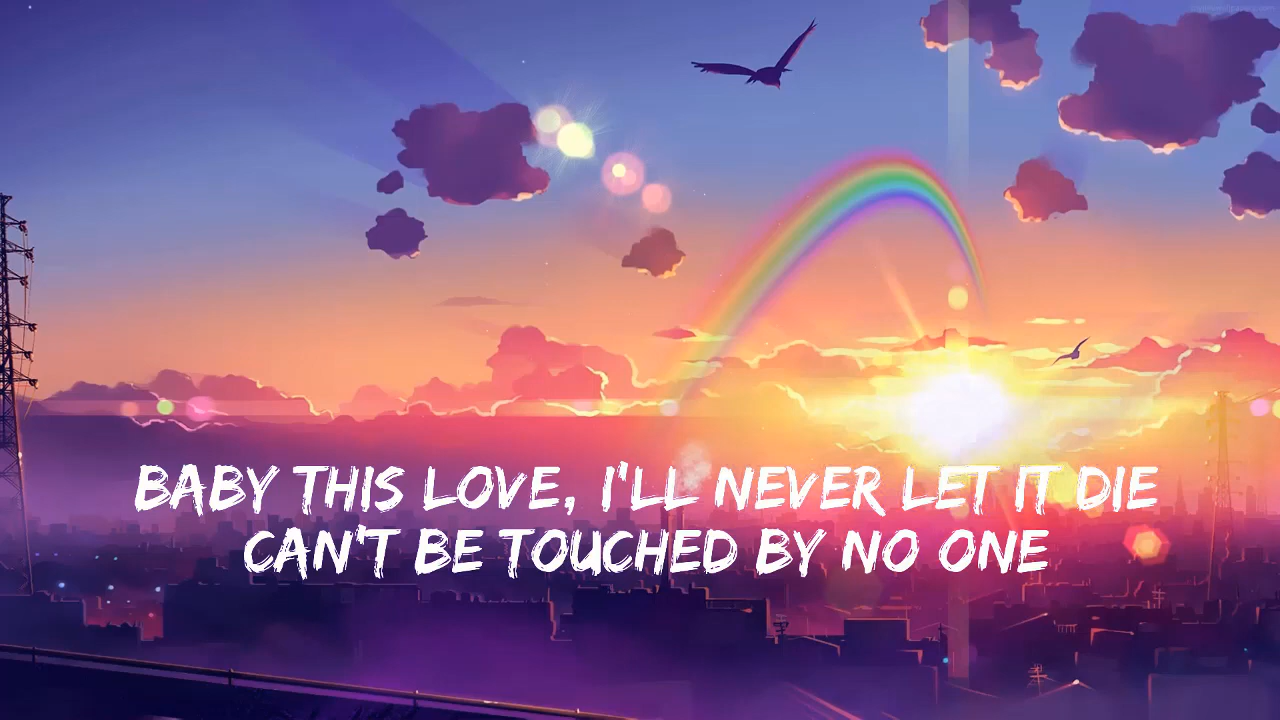 BABY THIS LOVE, I'LL NEVER LET IT DIE
CAN'T BE TOUCHED BY NO ONE